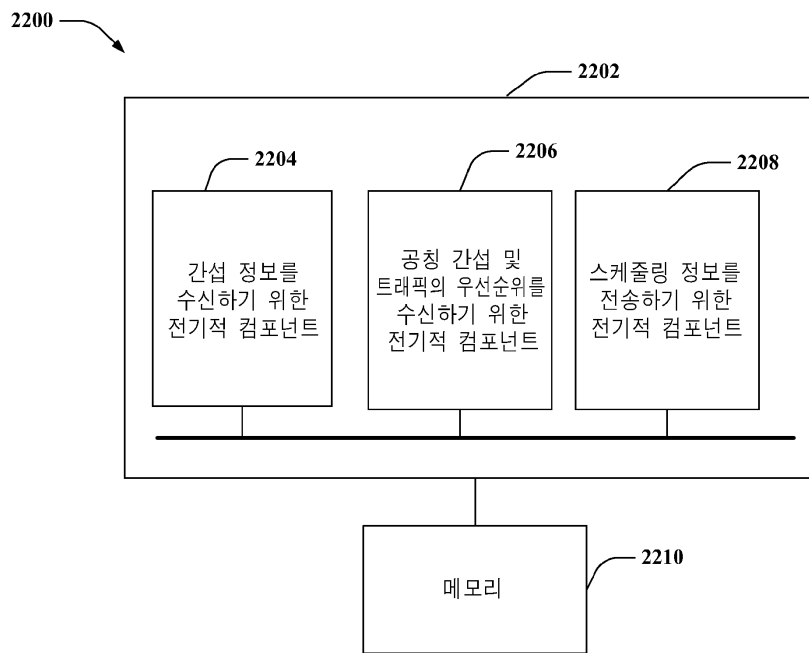 2200
2202
2204
2206
2208
간섭 정보를
수신하기 위한
전기적 컴포넌트
공칭 간섭 및
트래픽의 우선순위를
수신하기 위한
전기적 컴포넌트
스케줄링 정보를
전송하기 위한
전기적 컴포넌트
메모리
2210